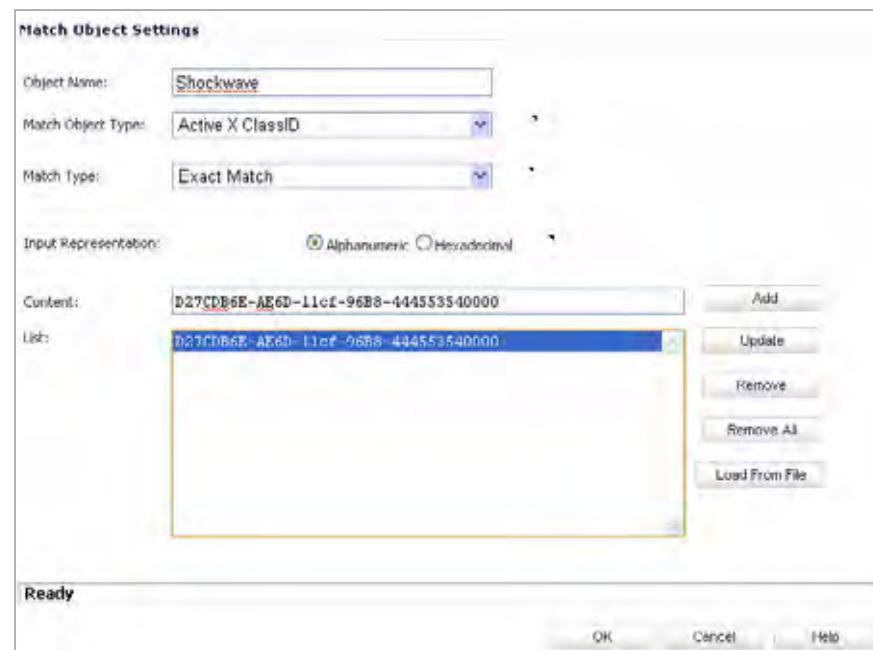 Match Object Settings
Object Name: Shockwave
Match Object Type: Active X ClassID
Match Type: Exact Match
Input Representation: Alphanumeric Hexadecimal
Content: D27CDB6E-AE6D-11cf-96B8-444553540000 Add
List: D27CDB6E-AE6D-11cf-96B8-444553540000 Update
Remove
Remove All
Load From File
Ready
OK Cancel Help